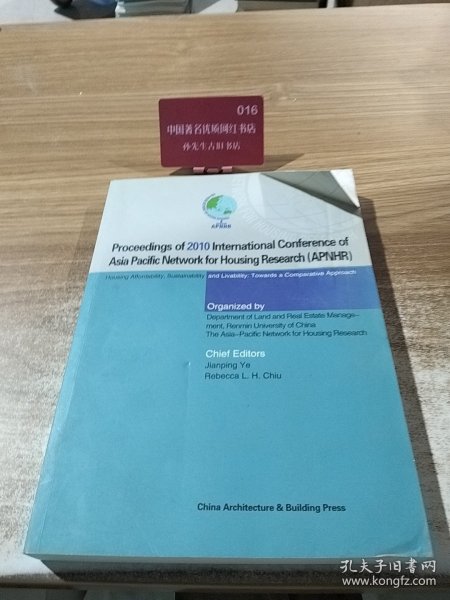 016
中国著名优质网红书店
孙先生古旧书店
APNHR
Proceedings of 2010 International Conference of
Asia Pacific Network for Housing Research (APNHR)
Housing Affordability, Sustainability and Livability: Towards a Comparative Approach
Organized by
Department of Land and Real Estate Manage-
ment, Renmin University of China
The Asia-Pacific Network for Housing Research
Chief Editors
Jianping Ye
Rebecca L. H. Chiu
China Architecture & Building Press
孔夫子旧书网
www.kongfz.com